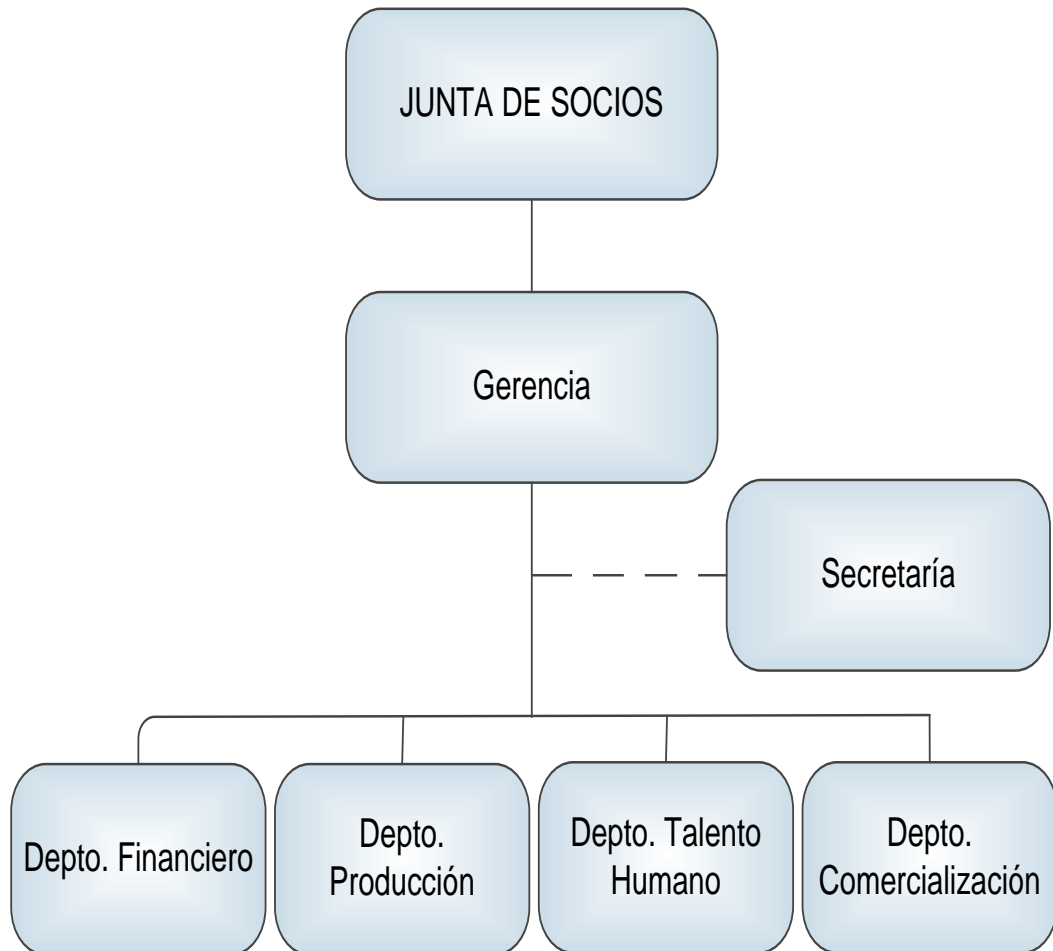 JUNTA DE SOCIOS
Gerencia
Secretaría
Depto. Financiero
Depto.
Producción
Depto. Talento
Humano
Depto.
Comercialización